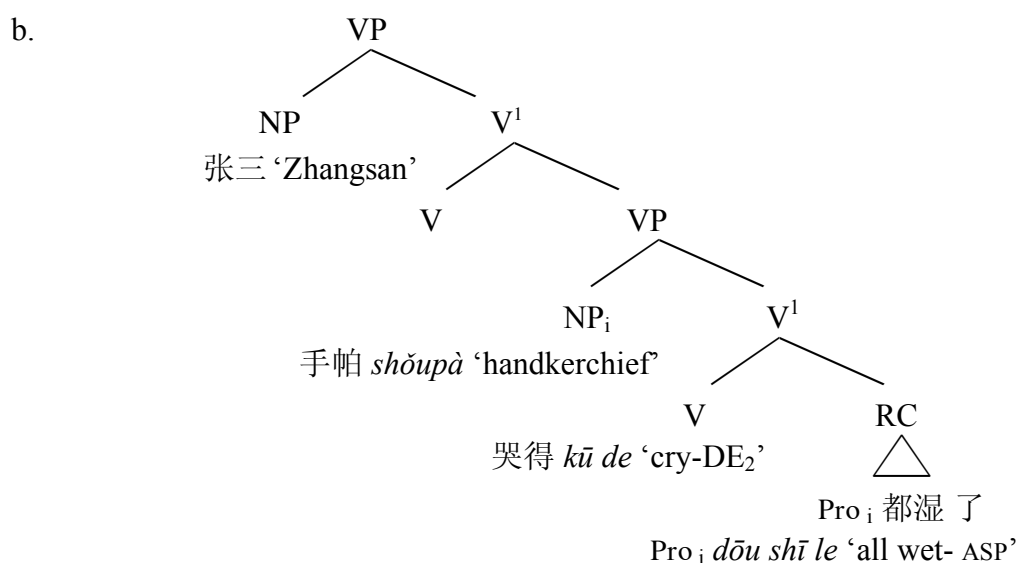 b.
VP
NP V¹
张三 ‘Zhangsan’
V VP
NPᵢ V¹
手帕 shǒupà ‘handkerchief’
V RC
哭得 kū de ‘cry-DE₂’
Pro ᵢ 都湿 了
Pro ᵢ dōu shī le ‘all wet- ASP’